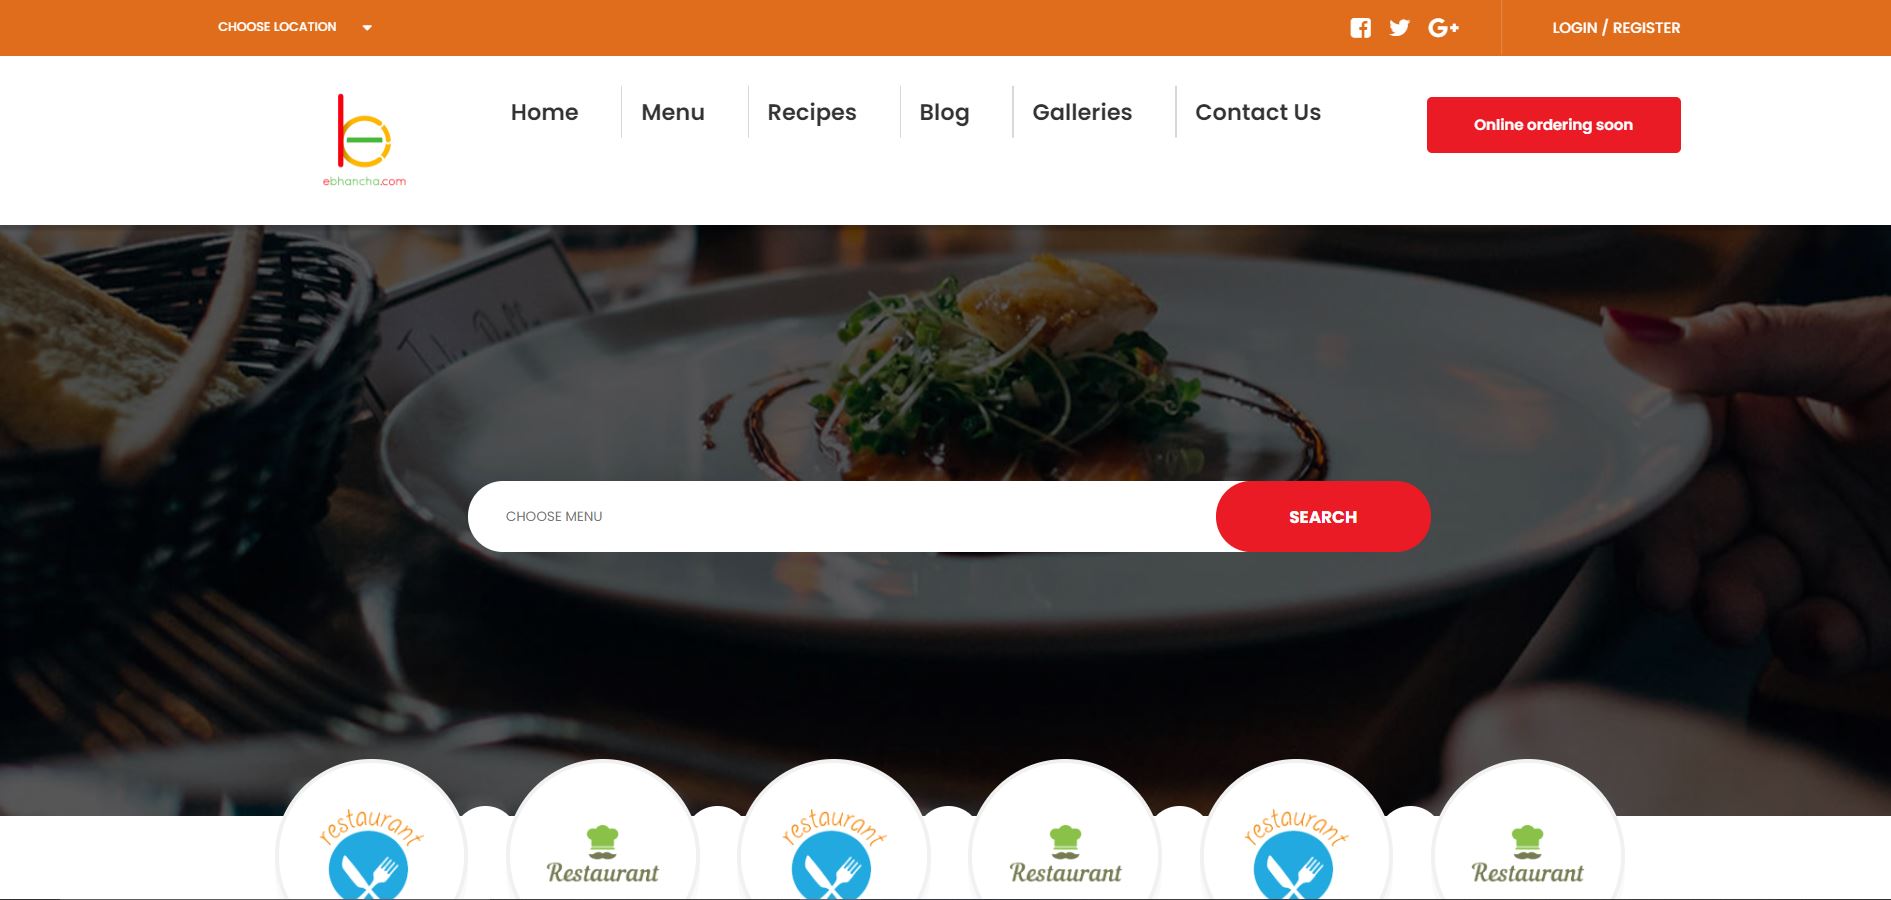 CHOOSE LOCATION
LOGIN / REGISTER
ebhancha.com
Home
Menu
Recipes
Blog
Galleries
Contact Us
Online ordering soon
CHOOSE MENU
SEARCH
restaurant
Restaurant
restaurant
Restaurant
restaurant
Restaurant